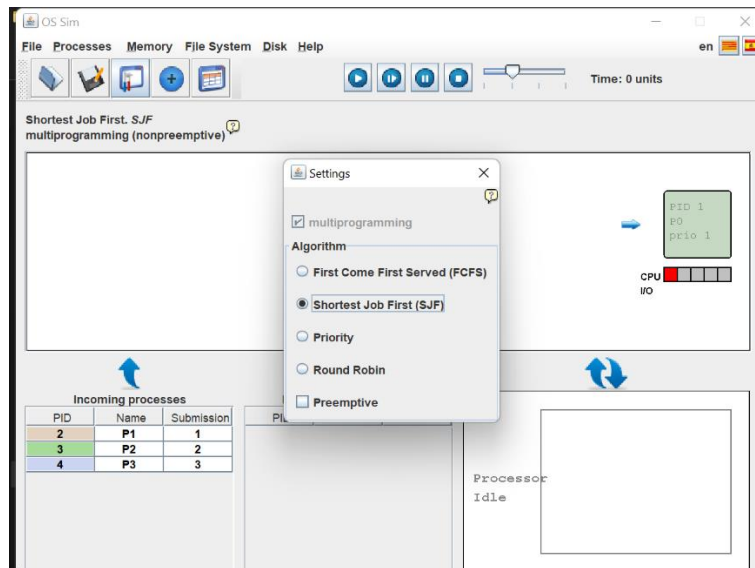 OS Sim
File Processes Memory File System Disk Help
en
Time: 0 units
Shortest Job First. SJF
multiprogramming (nonpreemptive)
Settings
multiprogramming
Algorithm
First Come First Served (FCFS)
Shortest Job First (SJF)
Priority
Round Robin
Preemptive
PID 1
P0
prio 1
CPU
I/O
Incoming processes
PID Name Submission
2 P1 1
3 P2 2
4 P3 3
Processor
Idle